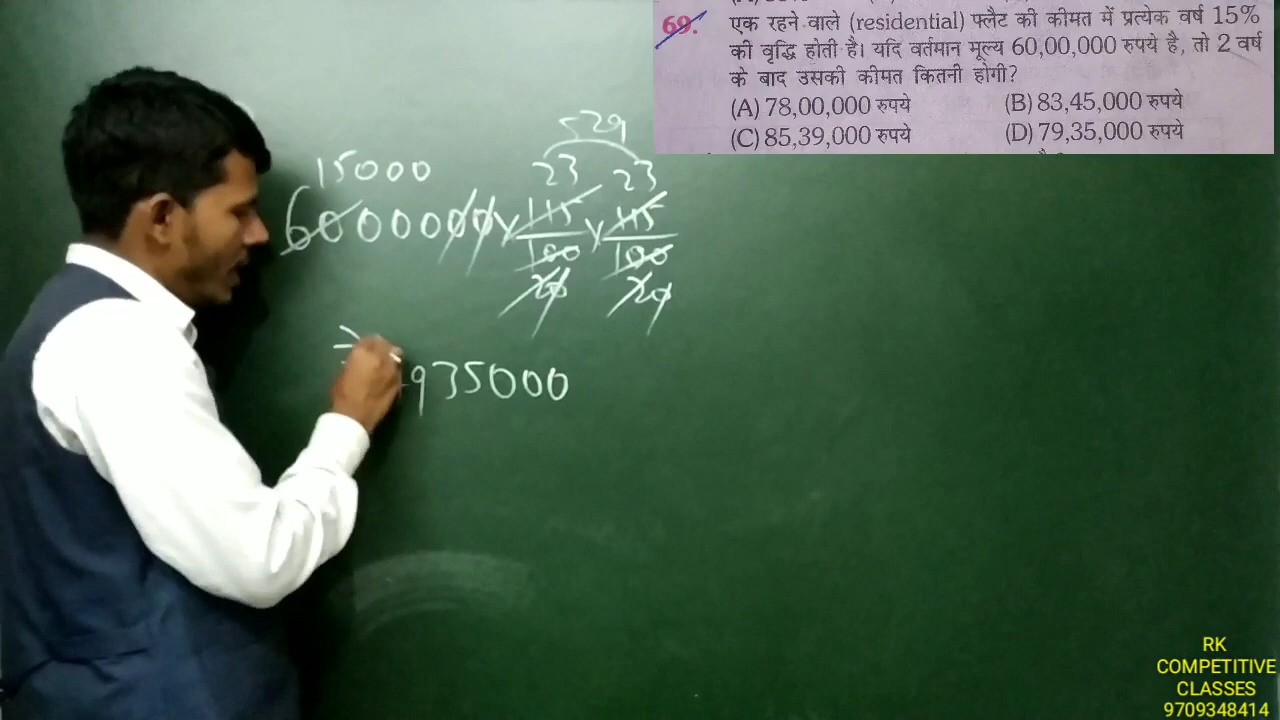 69. एक रहने वाले (residential) फ्लैट की कीमत में प्रत्येक वर्ष 15%
की वृद्धि होती है। यदि वर्तमान मूल्य 60,00,000 रुपये है, तो 2 वर्ष
के बाद उसकी कीमत कितनी होगी?
(A) 78,00,000 रुपये (B) 83,45,000 रुपये
(C) 85,39,000 रुपये (D) 79,35,000 रुपये
529
15000 23 23
6000000 × 115 × 115
100 100
20 20
935000
RK
COMPETITIVE
CLASSES
9709348414